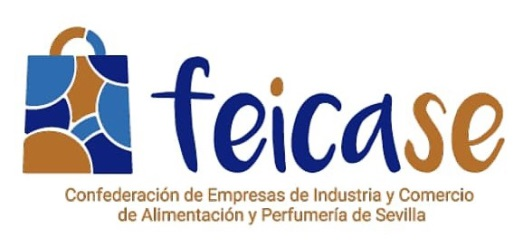 feicase
Confederación de Empresas de Industria y Comercio
de Alimentación y Perfumería de Sevilla